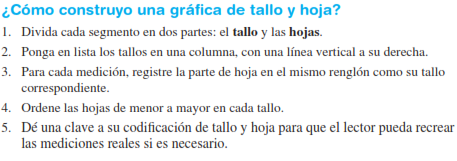 ¿Cómo construyo una gráfica de tallo y hoja?
1. Divida cada segmento en dos partes: el tallo y las hojas.
2. Ponga en lista los tallos en una columna, con una línea vertical a su derecha.
3. Para cada medición, registre la parte de hoja en el mismo renglón como su tallo
correspondiente.
4. Ordene las hojas de menor a mayor en cada tallo.
5. Dé una clave a su codificación de tallo y hoja para que el lector pueda recrear
las mediciones reales si es necesario.